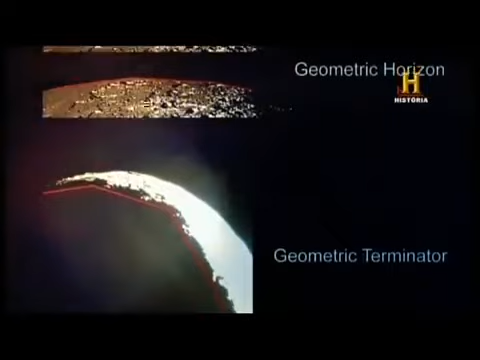 Geometric Horizon
H
HISTORIA
Geometric Terminator